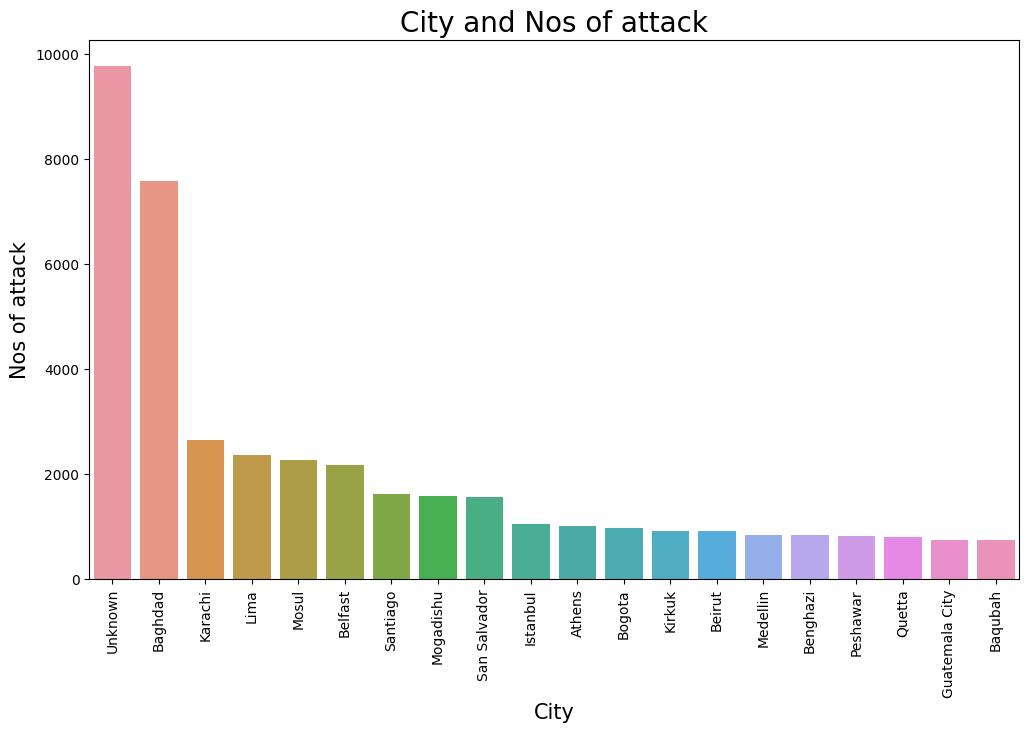 City and Nos of attack
Nos of attack
10000
8000
6000
4000
2000
0
Unknown
Baghdad
Karachi
Lima
Mosul
Belfast
Santiago
Mogadishu
San Salvador
Istanbul
Athens
Bogota
Kirkuk
Beirut
Medellin
Benghazi
Peshawar
Quetta
Guatemala City
Baqubah
City